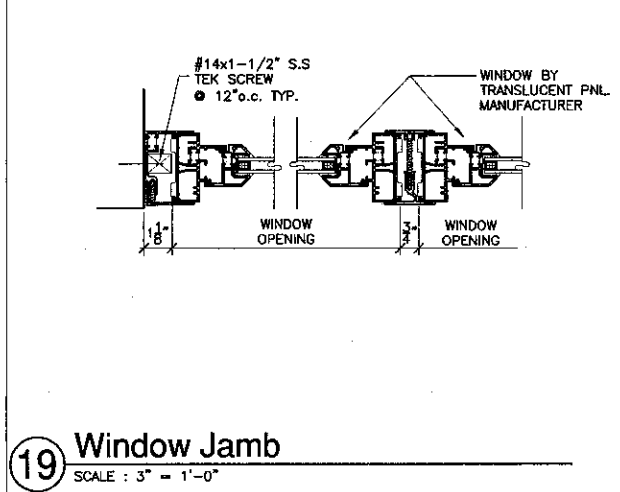 #14x1-1/2" S.S
TEK SCREW
@ 12"o.c. TYP.
WINDOW BY
TRANSLUCENT PNL.
MANUFACTURER
1 1/8"
WINDOW
OPENING
3/4"
WINDOW
OPENING
19 Window Jamb
SCALE : 3" = 1'-0"